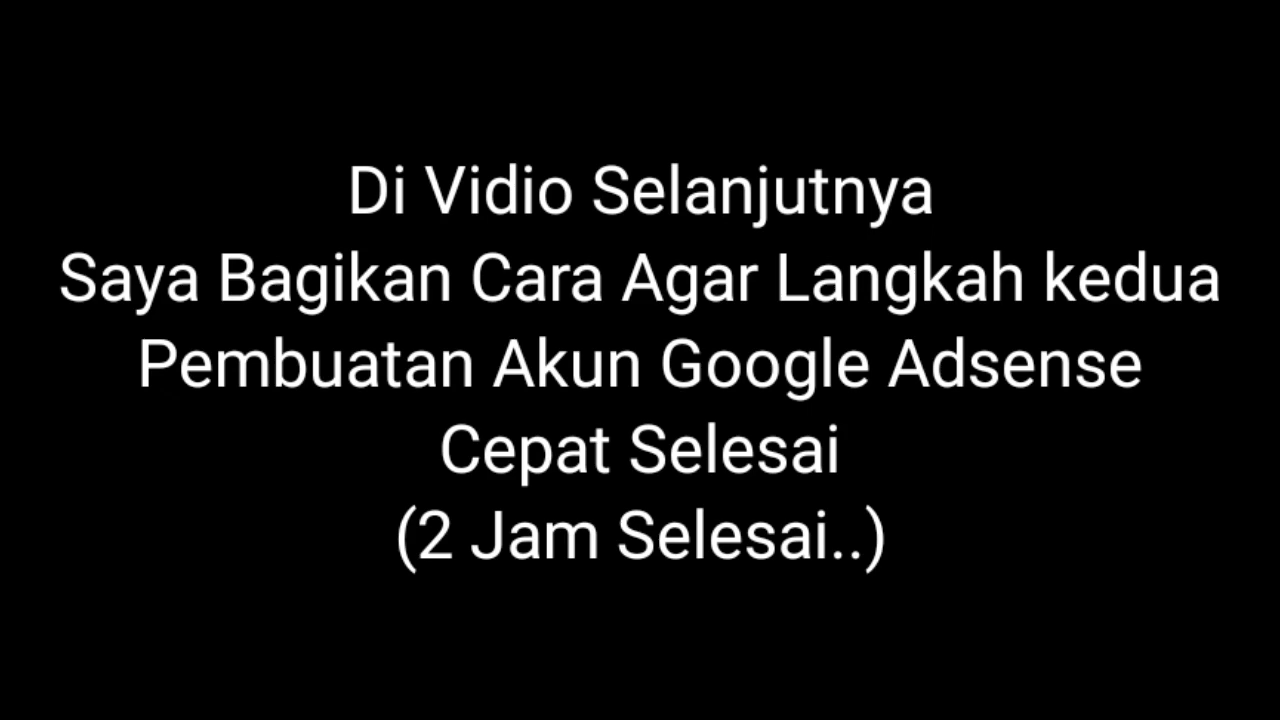 Di Vidio Selanjutnya
Saya Bagikan Cara Agar Langkah kedua
Pembuatan Akun Google Adsense
Cepat Selesai
(2 Jam Selesai..)